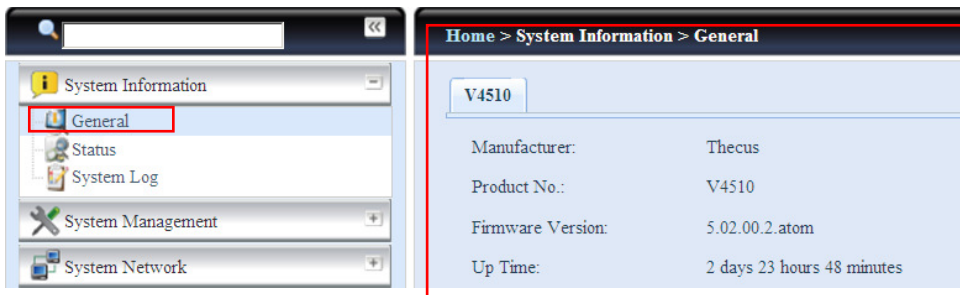 Home > System Information > General
System Information
General
Status
System Log
System Management
System Network
V4510
Manufacturer: Thecus
Product No.: V4510
Firmware Version: 5.02.00.2.atom
Up Time: 2 days 23 hours 48 minutes